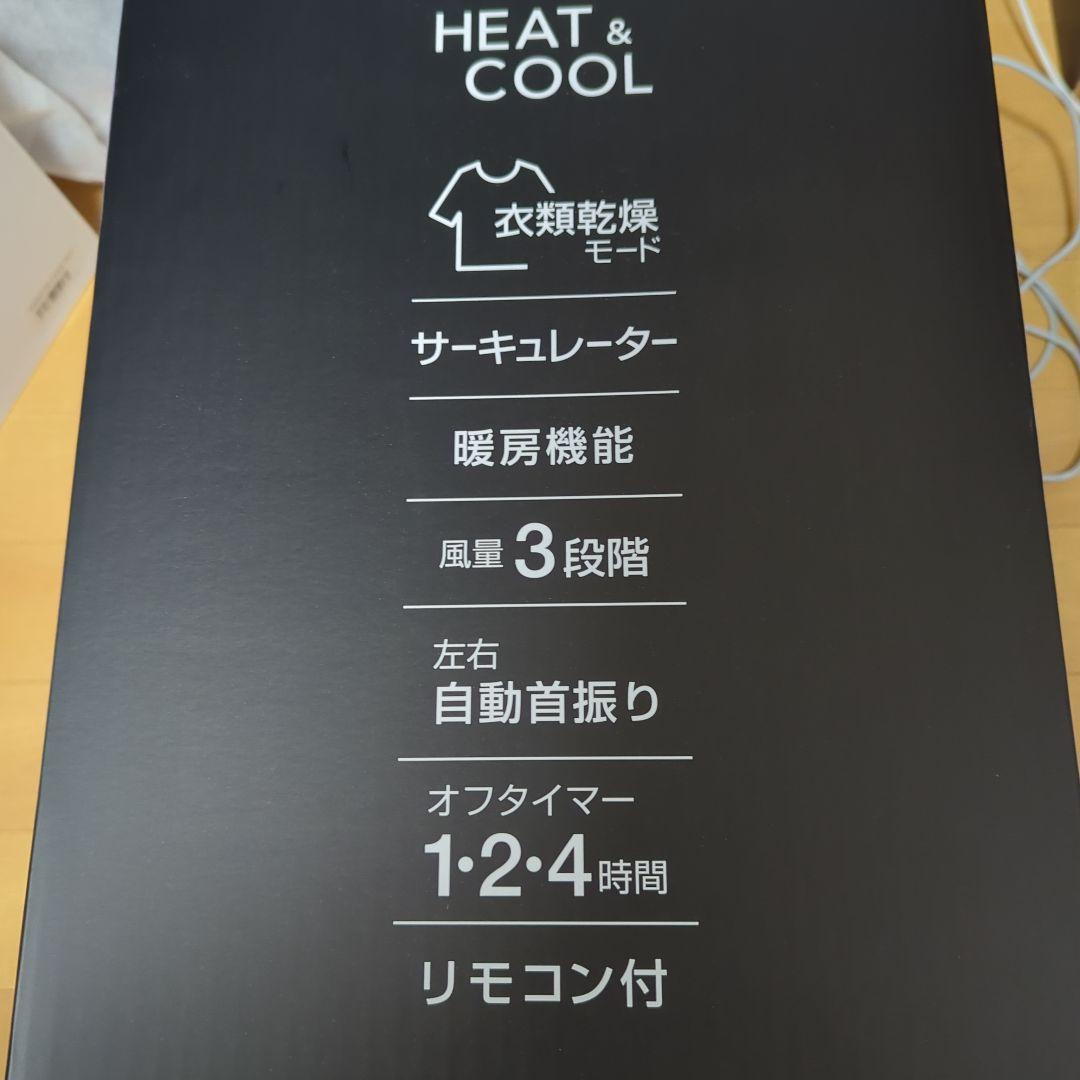 HEAT &
COOL
衣類乾燥
モード
サーキュレーター
暖房機能
風量 3段階
左右
自動首振り
オフタイマー
1・2・4時間
リモコン付